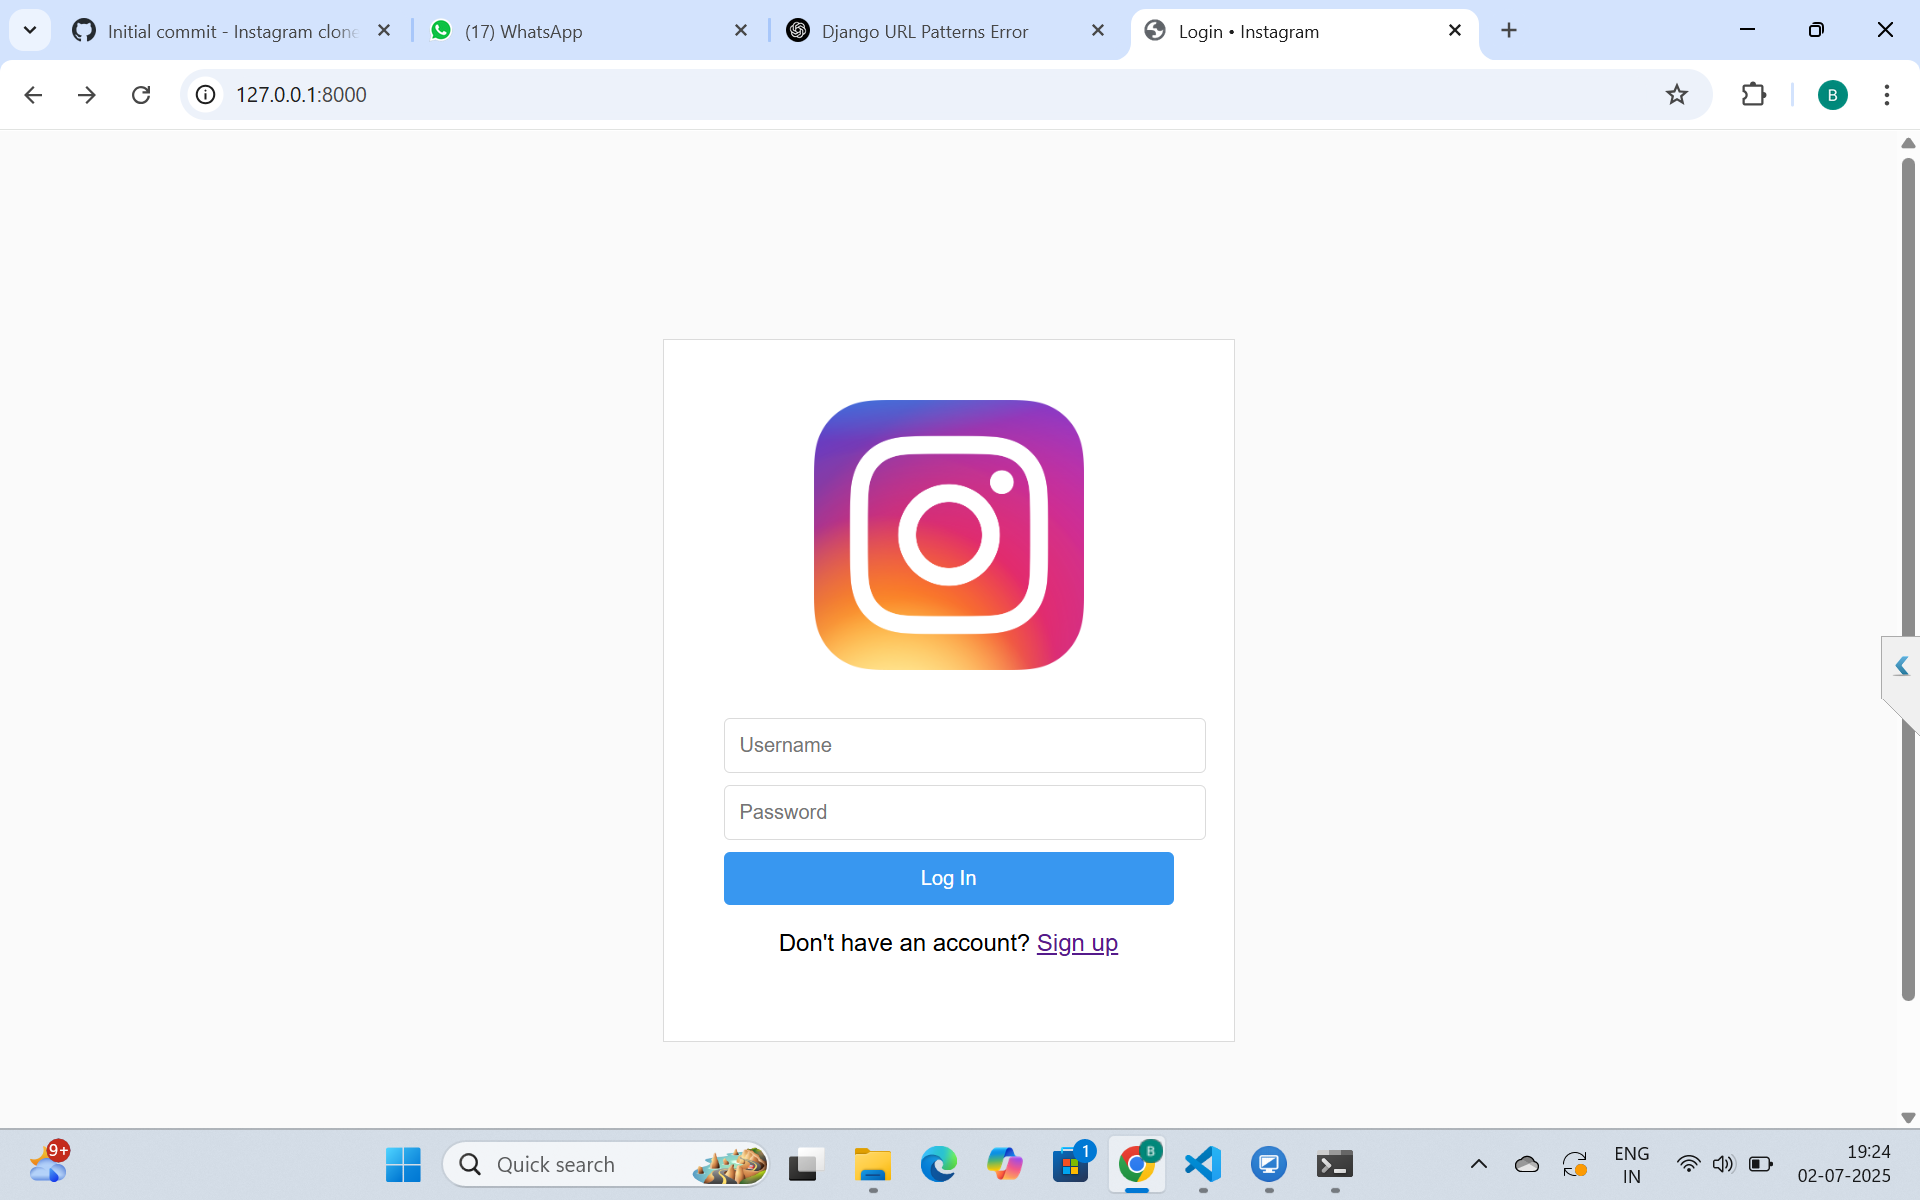 Initial commit - Instagram clone
(17) WhatsApp
Django URL Patterns Error
Login • Instagram
127.0.0.1:8000
B
Username
Password
Log In
Don't have an account? Sign up
9+
Quick search
1
B
ENG
IN
19:24
02-07-2025